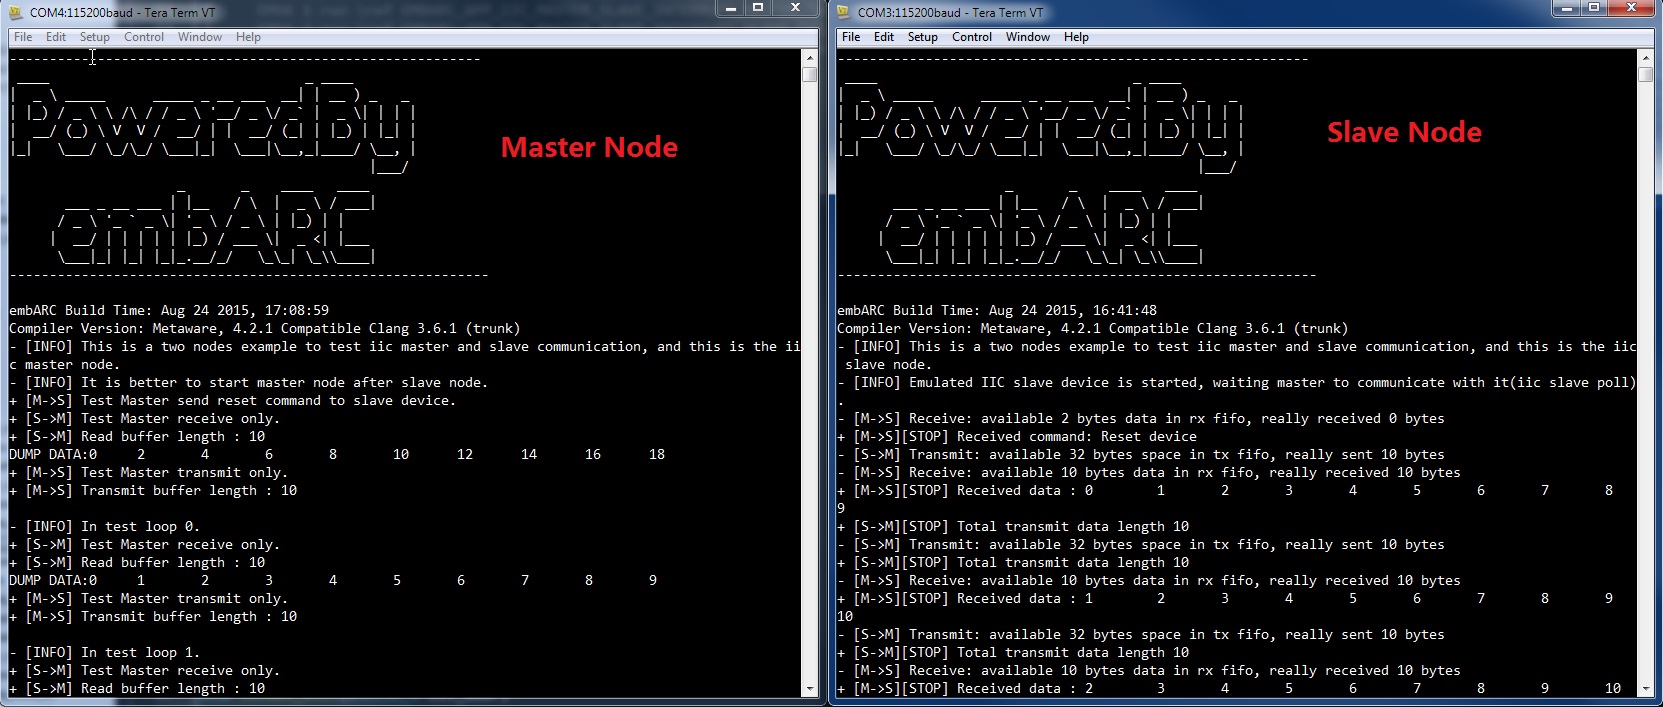 COM4:115200baud - Tera Term VT
File Edit Setup Control Window Help
------------------------------------------------------------
PoweredBy
embARC
Master Node
------------------------------------------------------------
embARC Build Time: Aug 24 2015, 17:08:59
Compiler Version: Metaware, 4.2.1 Compatible Clang 3.6.1 (trunk)
- [INFO] This is a two nodes example to test iic master and slave communication, and this is the ii
c master node.
- [INFO] It is better to start master node after slave node.
+ [M->S] Test Master send reset command to slave device.
+ [S->M] Test Master receive only.
+ [S->M] Read buffer length : 10
DUMP DATA:0 2 4 6 8 10 12 14 16 18
+ [M->S] Test Master transmit only.
+ [M->S] Transmit buffer length : 10
- [INFO] In test loop 0.
+ [S->M] Test Master receive only.
+ [S->M] Read buffer length : 10
DUMP DATA:0 1 2 3 4 5 6 7 8 9
+ [M->S] Test Master transmit only.
+ [M->S] Transmit buffer length : 10
- [INFO] In test loop 1.
+ [S->M] Test Master receive only.
+ [S->M] Read buffer length : 10
COM3:115200baud - Tera Term VT
File Edit Setup Control Window Help
------------------------------------------------------------
PoweredBy
embARC
Slave Node
------------------------------------------------------------
embARC Build Time: Aug 24 2015, 16:41:48
Compiler Version: Metaware, 4.2.1 Compatible Clang 3.6.1 (trunk)
- [INFO] This is a two nodes example to test iic master and slave communication, and this is the iic
slave node.
- [INFO] Emulated IIC slave device is started, waiting master to communicate with it(iic slave poll)
.
- [M->S] Receive: available 2 bytes data in rx fifo, really received 0 bytes
+ [M->S][STOP] Received command: Reset device
- [S->M] Transmit: available 32 bytes space in tx fifo, really sent 10 bytes
- [M->S] Receive: available 10 bytes data in rx fifo, really received 10 bytes
+ [M->S][STOP] Received data : 0 1 2 3 4 5 6 7 8
9
+ [S->M][STOP] Total transmit data length 10
- [S->M] Transmit: available 32 bytes space in tx fifo, really sent 10 bytes
+ [S->M][STOP] Total transmit data length 10
- [M->S] Receive: available 10 bytes data in rx fifo, really received 10 bytes
+ [M->S][STOP] Received data : 1 2 3 4 5 6 7 8 9
10
- [S->M] Transmit: available 32 bytes space in tx fifo, really sent 10 bytes
+ [S->M][STOP] Total transmit data length 10
- [M->S] Receive: available 10 bytes data in rx fifo, really received 10 bytes
+ [M->S][STOP] Received data : 2 3 4 5 6 7 8 9 10